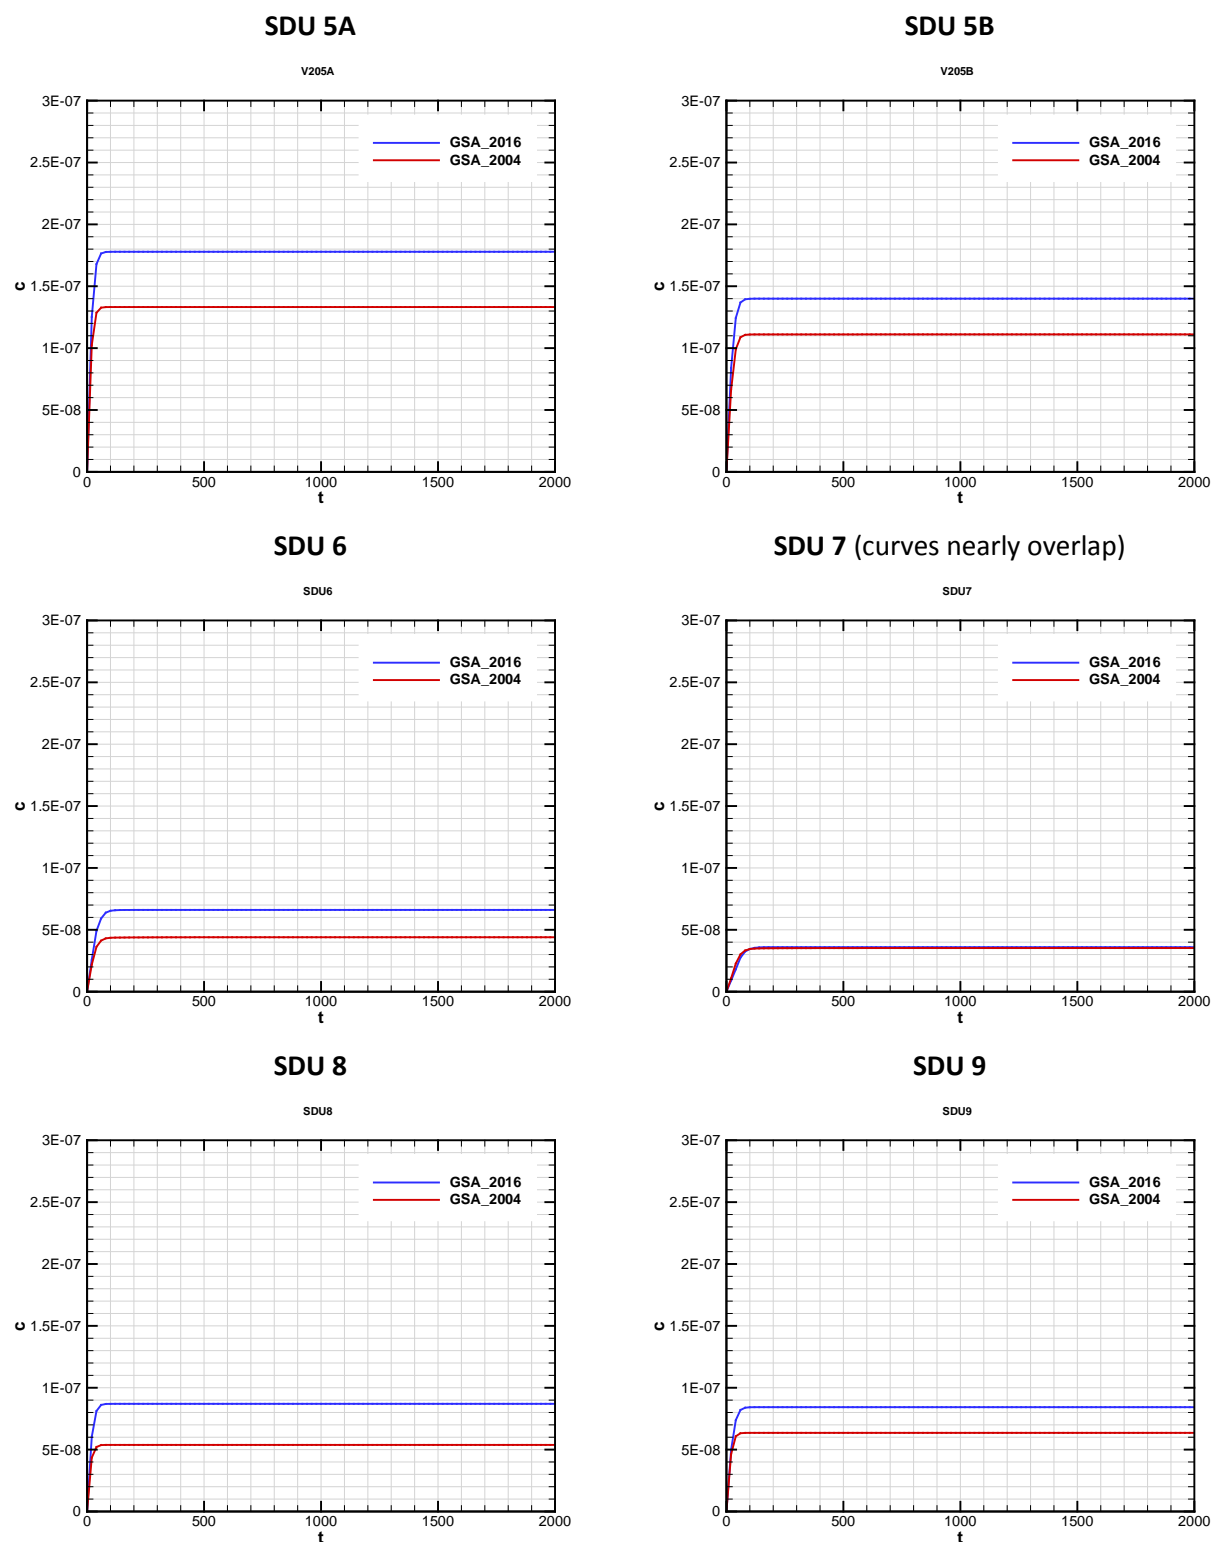 SDU 5A
V205A
3E-07
2.5E-07
2E-07
c 1.5E-07
1E-07
5E-08
0
0 500 1000 1500 2000
t
GSA_2016
GSA_2004
SDU 5B
V205B
3E-07
2.5E-07
2E-07
c 1.5E-07
1E-07
5E-08
0
0 500 1000 1500 2000
t
GSA_2016
GSA_2004
SDU 6
SDU6
3E-07
2.5E-07
2E-07
c 1.5E-07
1E-07
5E-08
0
0 500 1000 1500 2000
t
GSA_2016
GSA_2004
SDU 7 (curves nearly overlap)
SDU7
3E-07
2.5E-07
2E-07
c 1.5E-07
1E-07
5E-08
0
0 500 1000 1500 2000
t
GSA_2016
GSA_2004
SDU 8
SDU8
3E-07
2.5E-07
2E-07
c 1.5E-07
1E-07
5E-08
0
0 500 1000 1500 2000
t
GSA_2016
GSA_2004
SDU 9
SDU9
3E-07
2.5E-07
2E-07
c 1.5E-07
1E-07
5E-08
0
0 500 1000 1500 2000
t
GSA_2016
GSA_2004